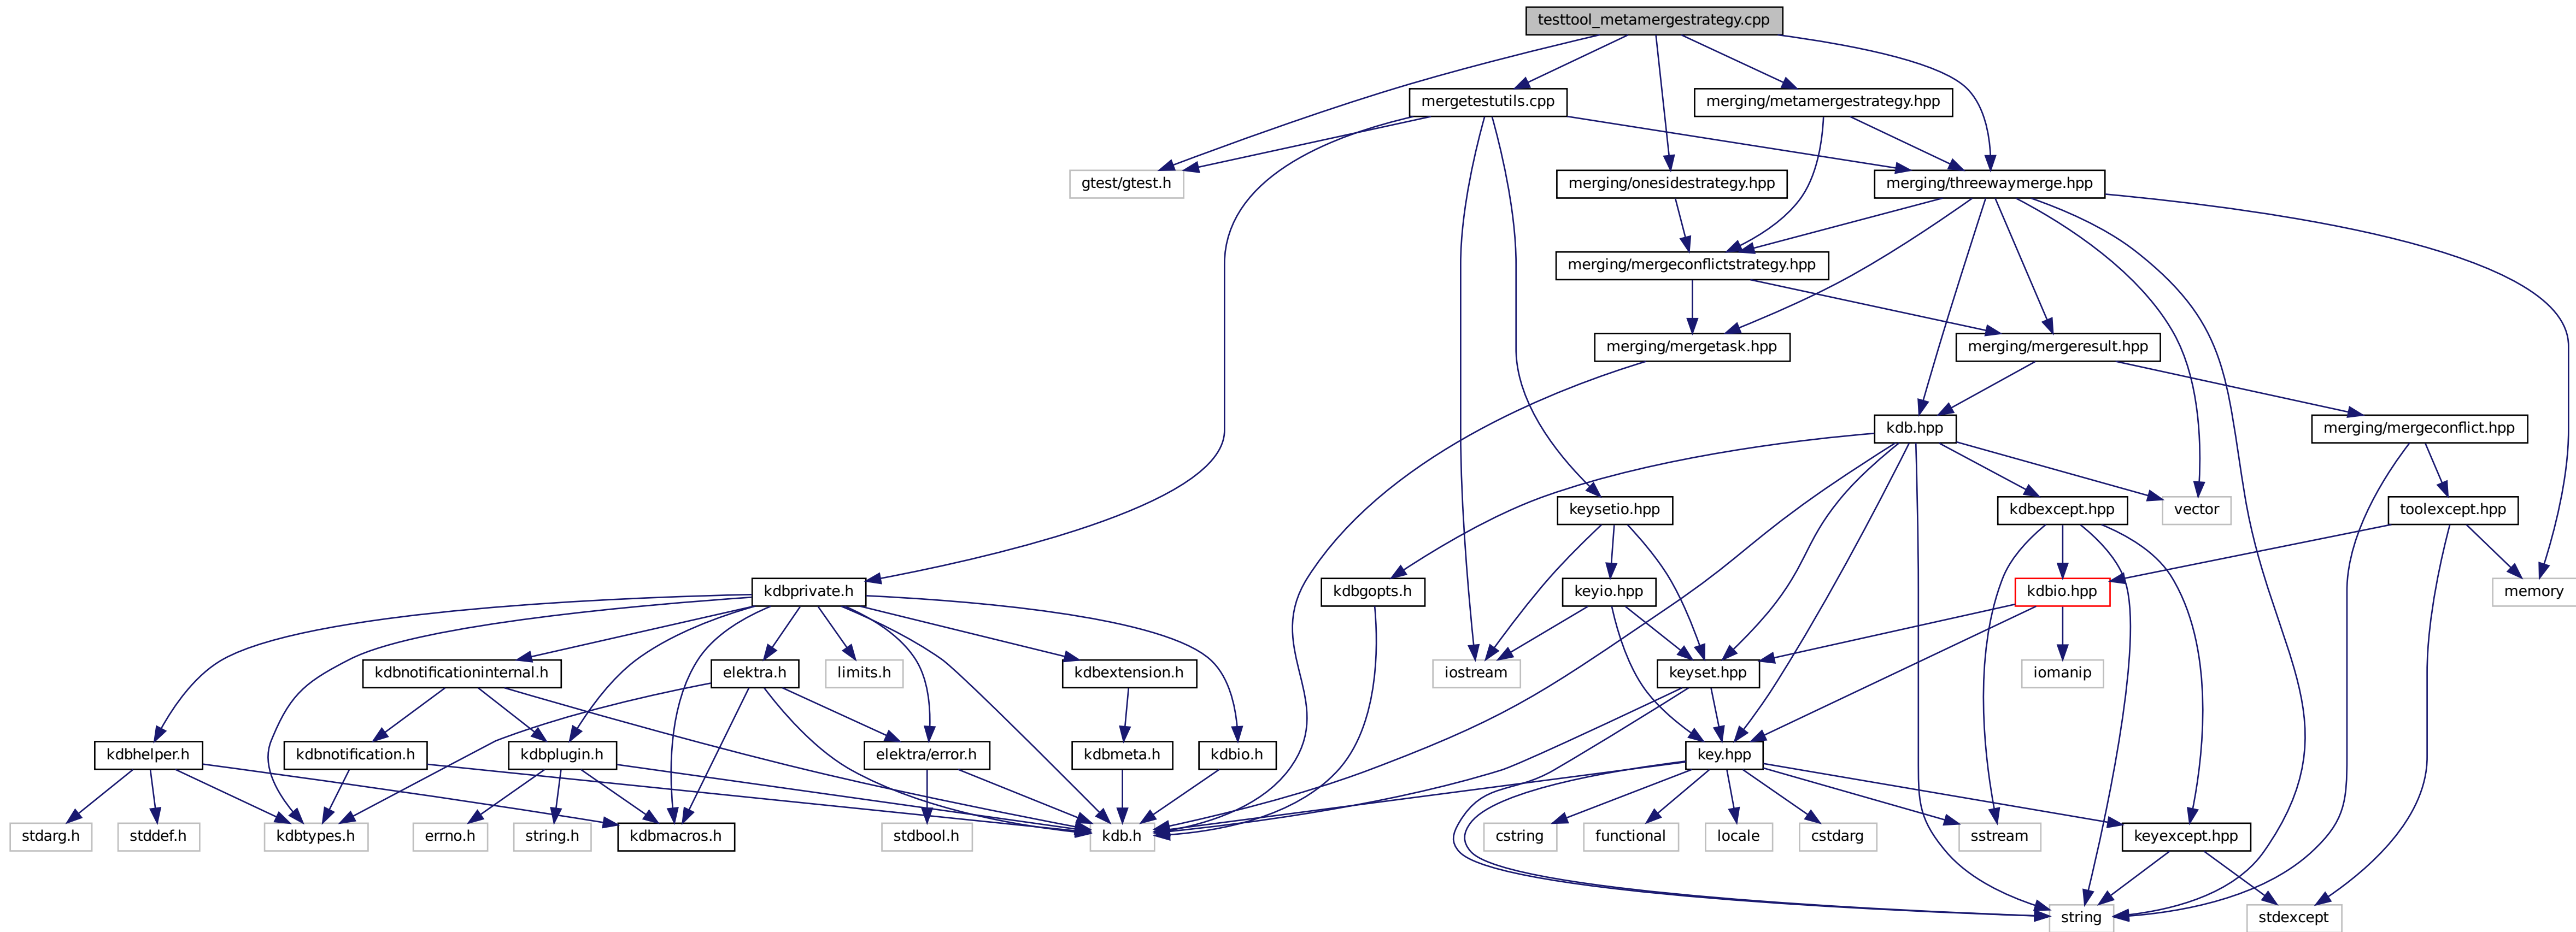 testtool_metamergestrategy.cpp
mergetestutils.cpp
merging/metamergestrategy.hpp
gtest/gtest.h
merging/onesidestrategy.hpp
merging/threewaymerge.hpp
merging/mergeconflictstrategy.hpp
merging/mergetask.hpp
merging/mergeresult.hpp
kdb.hpp
merging/mergeconflict.hpp
keysetio.hpp
kdbexcept.hpp
vector
toolexcept.hpp
kdbprivate.h
kdbgopts.h
keyio.hpp
kdbio.hpp
memory
kdbnotificationinternal.h
elektra.h
limits.h
kdbextension.h
iostream
keyset.hpp
iomanip
kdbhelper.h
kdbnotification.h
kdbplugin.h
elektra/error.h
kdbmeta.h
kdbio.h
key.hpp
stdarg.h
stddef.h
kdbtypes.h
errno.h
string.h
kdbmacros.h
stdbool.h
kdb.h
cstring
functional
locale
cstdarg
sstream
keyexcept.hpp
string
stdexcept